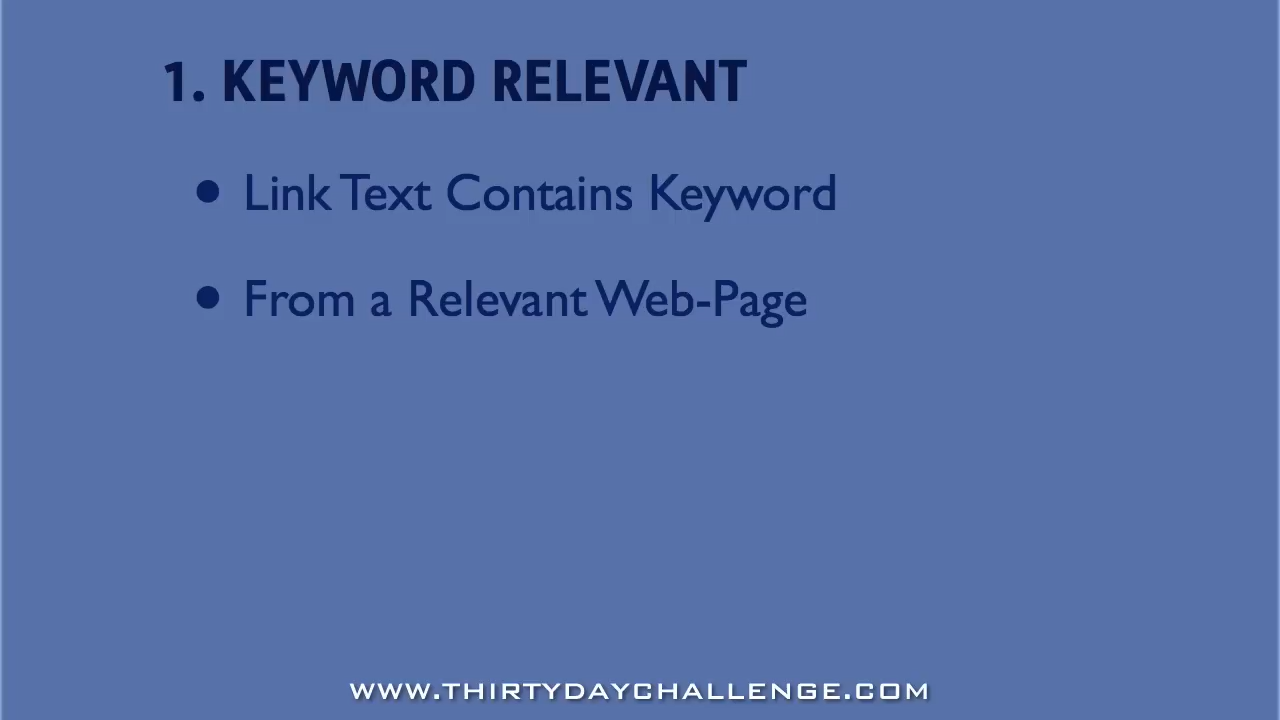 1. KEYWORD RELEVANT
• Link Text Contains Keyword
• From a Relevant Web-Page
WWW.THIRTYDAYCHALLENGE.COM